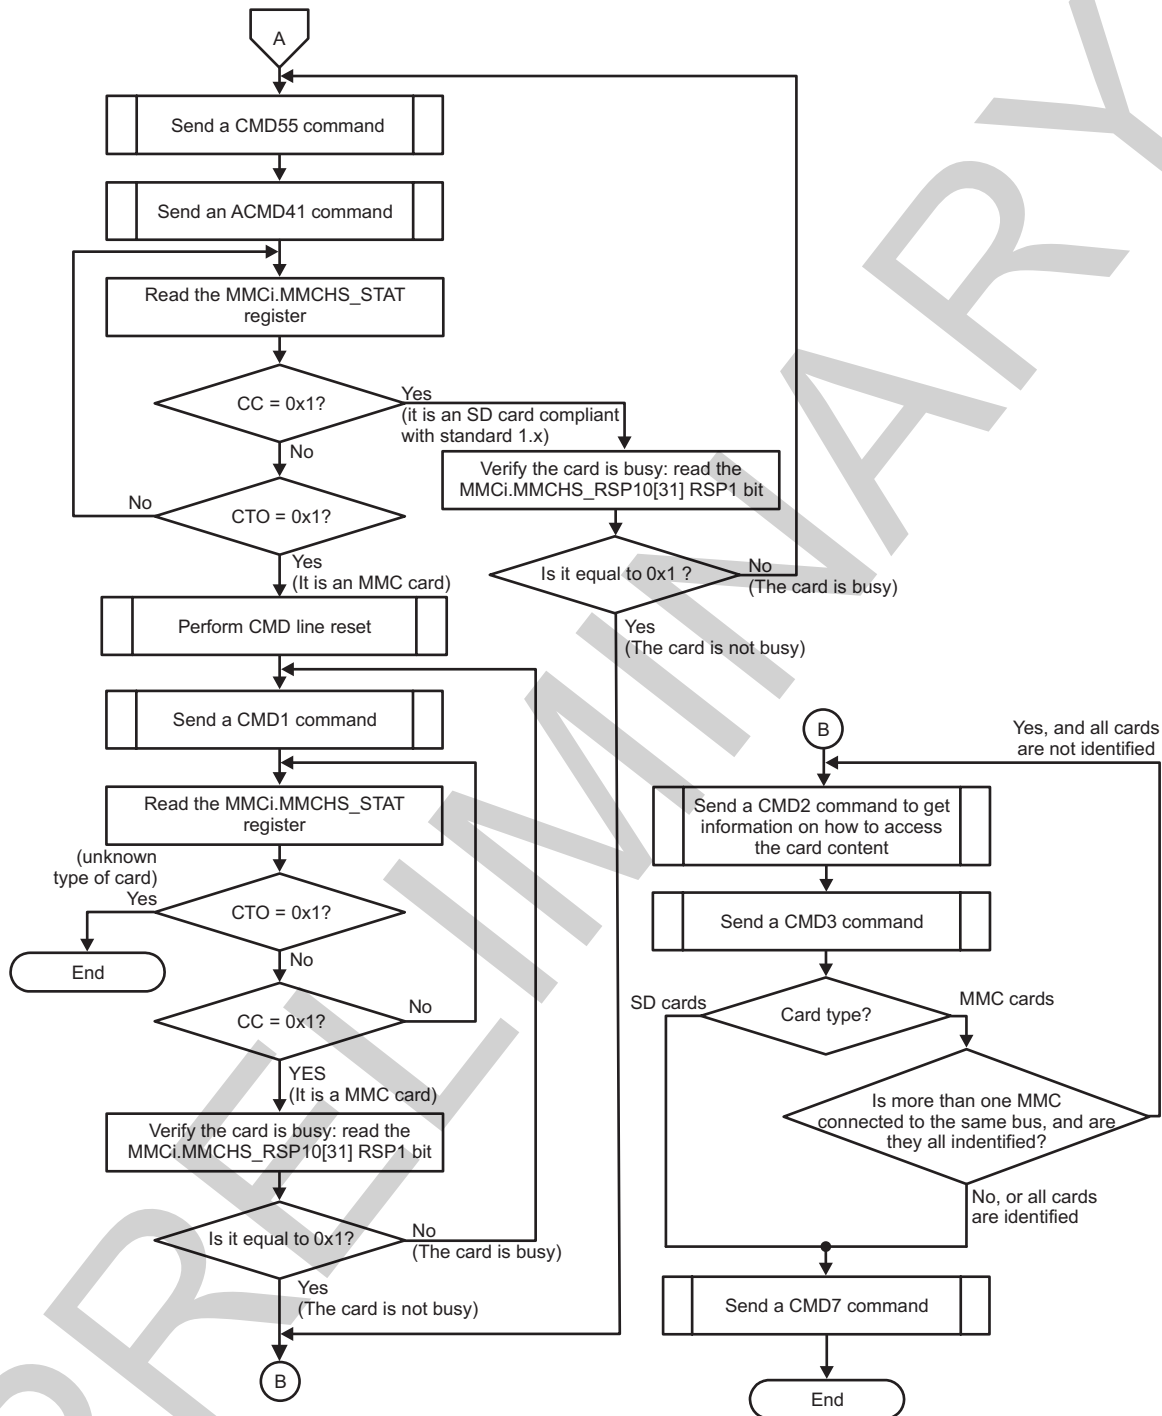 A
Send a CMD55 command
Send an ACMD41 command
Read the MMCi.MMCHS_STAT
register
CC = 0x1?
Yes
(it is an SD card compliant
with standard 1.x)
No
Verify the card is busy: read the
MMCi.MMCHS_RSP10[31] RSP1 bit
CTO = 0x1?
No
Yes
(It is an MMC card)
Is it equal to 0x1 ?
No
(The card is busy)
Yes
(The card is not busy)
Perform CMD line reset
Send a CMD1 command
Read the MMCi.MMCHS_STAT
register
(unknown
type of card)
Yes
CTO = 0x1?
End
No
CC = 0x1?
No
YES
(It is a MMC card)
Verify the card is busy: read the
MMCi.MMCHS_RSP10[31] RSP1 bit
Is it equal to 0x1?
No
(The card is busy)
Yes
(The card is not busy)
B
B
Yes, and all cards
are not identified
Send a CMD2 command to get
information on how to access
the card content
Send a CMD3 command
SD cards
Card type?
MMC cards
Is more than one MMC
connected to the same bus, and are
they all indentified?
No, or all cards
are identified
Send a CMD7 command
End
PRELIMINARY